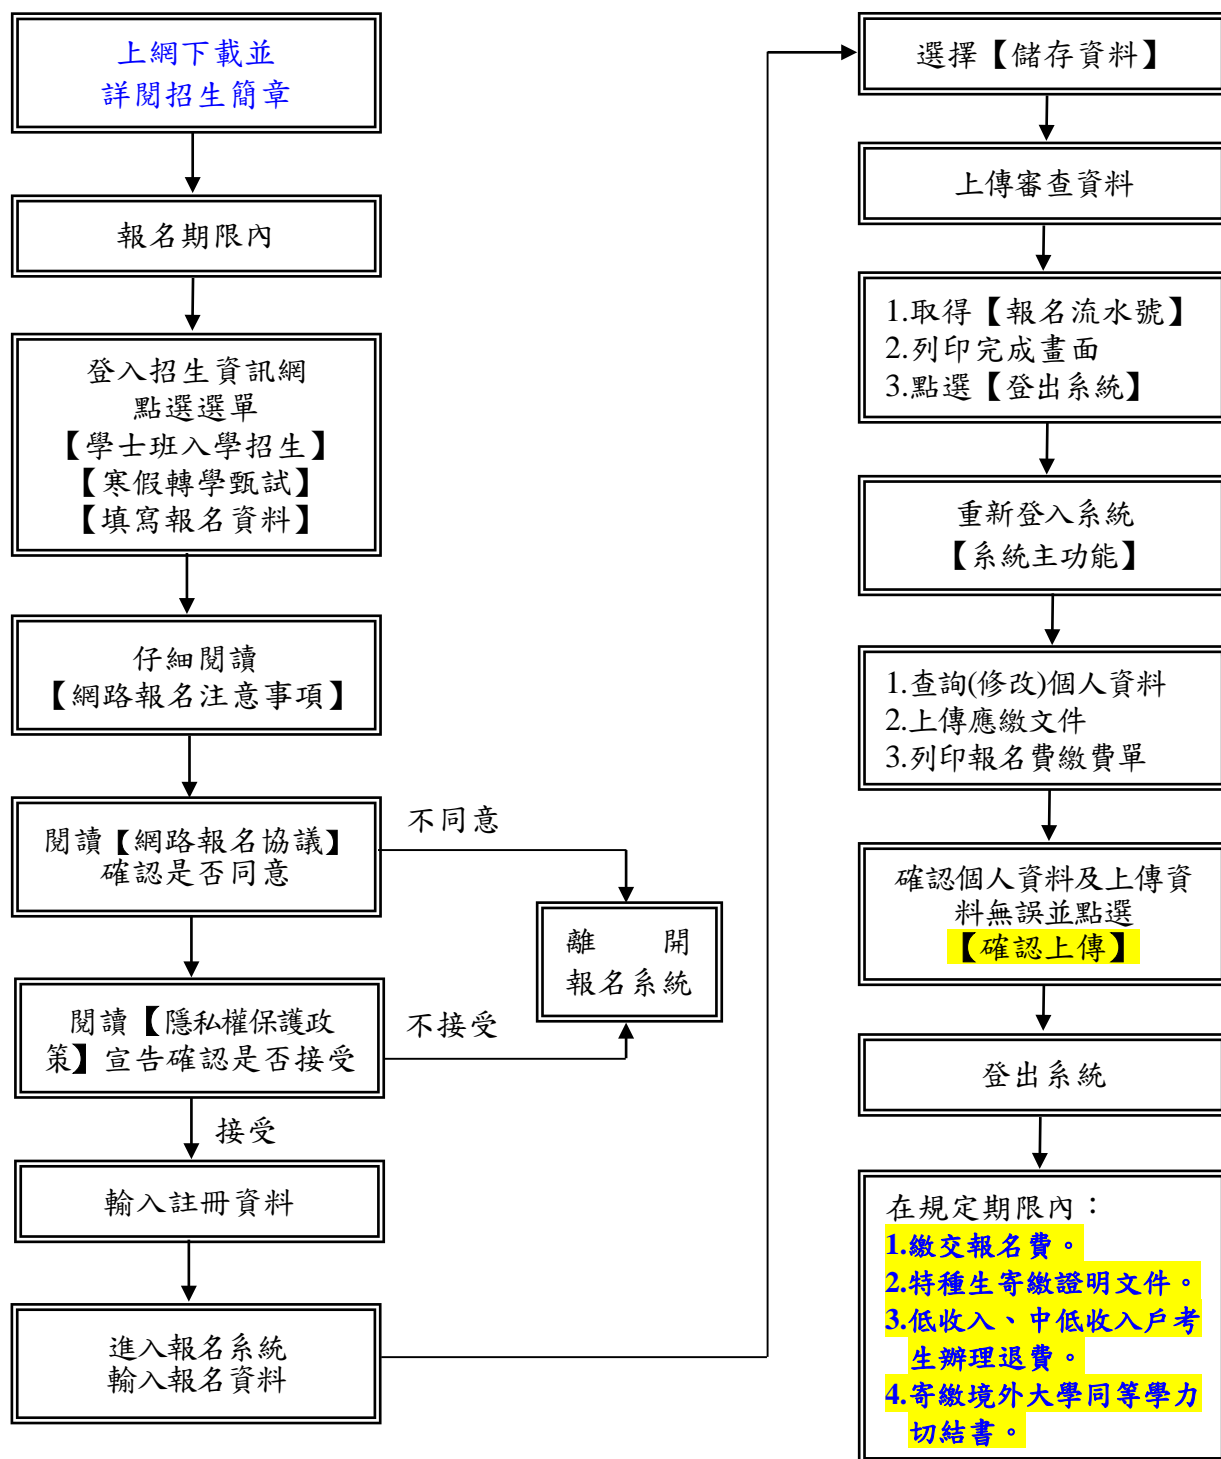 上網下載並
詳閱招生簡章
報名期限內
登入招生資訊網
點選選單
【學士班入學招生】
【寒假轉學甄試】
【填寫報名資料】
仔細閱讀
【網路報名注意事項】
閱讀【網路報名協議】
確認是否同意
不同意
離　開
報名系統
閱讀【隱私權保護政
策】宣告確認是否接受
不接受
接受
輸入註冊資料
進入報名系統
輸入報名資料
選擇【儲存資料】
上傳審查資料
1.取得【報名流水號】
2.列印完成畫面
3.點選【登出系統】
重新登入系統
【系統主功能】
1.查詢(修改)個人資料
2.上傳應繳文件
3.列印報名費繳費單
確認個人資料及上傳資
料無誤並點選
【確認上傳】
登出系統
在規定期限內：
1.繳交報名費。
2.特種生寄繳證明文件。
3.低收入、中低收入戶考
生辦理退費。
4.寄繳境外大學同等學力
切結書。